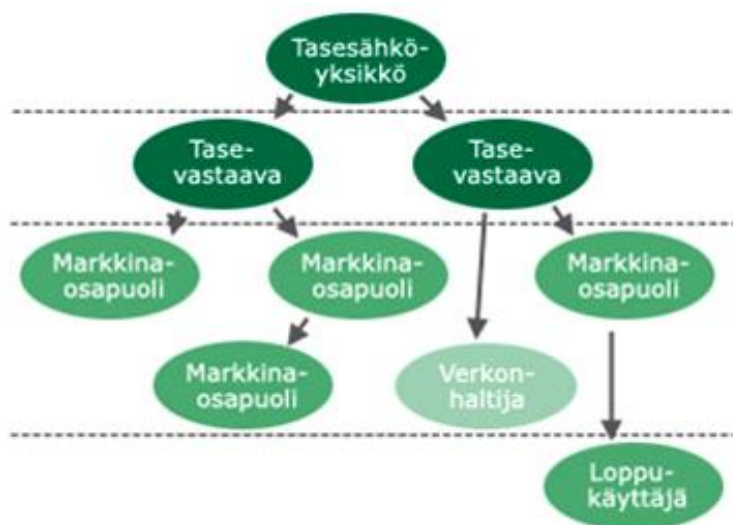 Tasesähkö-
yksikkö
Tase-
vastaava
Tase-
vastaava
Markkina-
osapuoli
Markkina-
osapuoli
Markkina-
osapuoli
Markkina-
osapuoli
Verkon-
haltija
Loppu-
käyttäjä